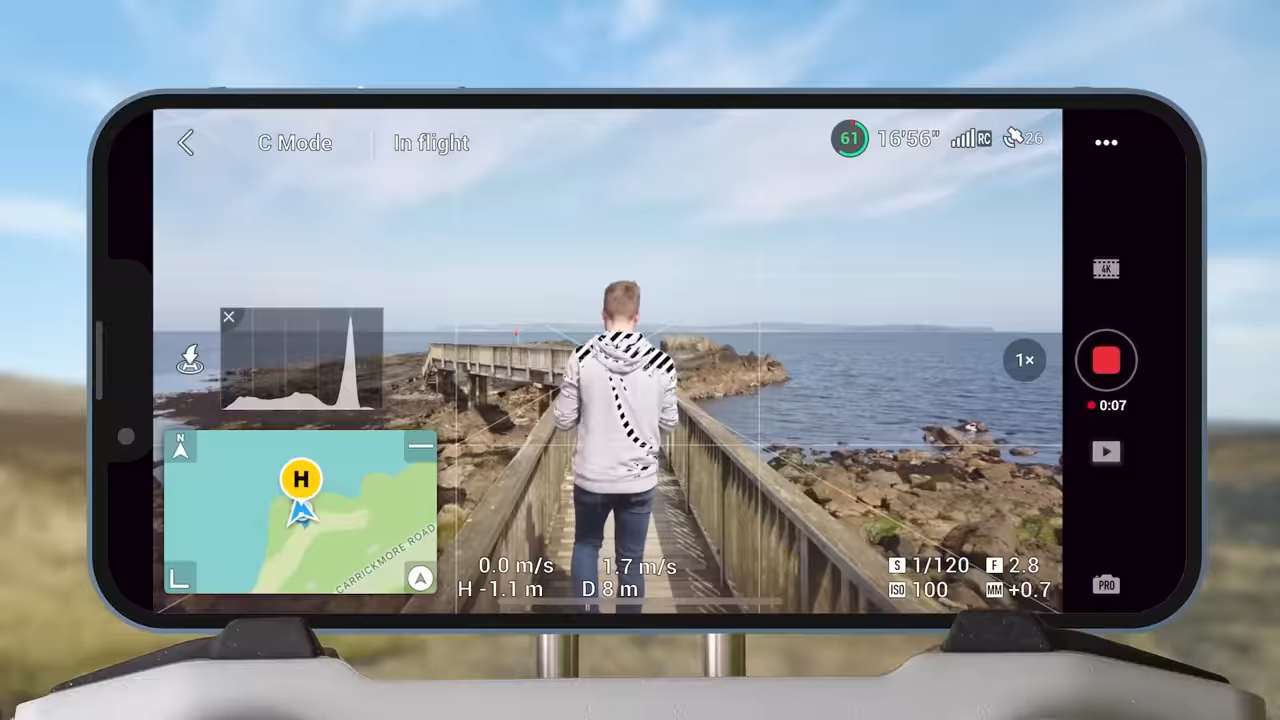 C Mode
In flight
61
16'56"
RC
26
4K
1×
0:07
N
H
CARRICKMORE ROAD
0.0 m/s
1.7 m/s
H -1.1 m
D 8 m
S 1/120
F 2.8
ISO 100
MM +0.7
PRO